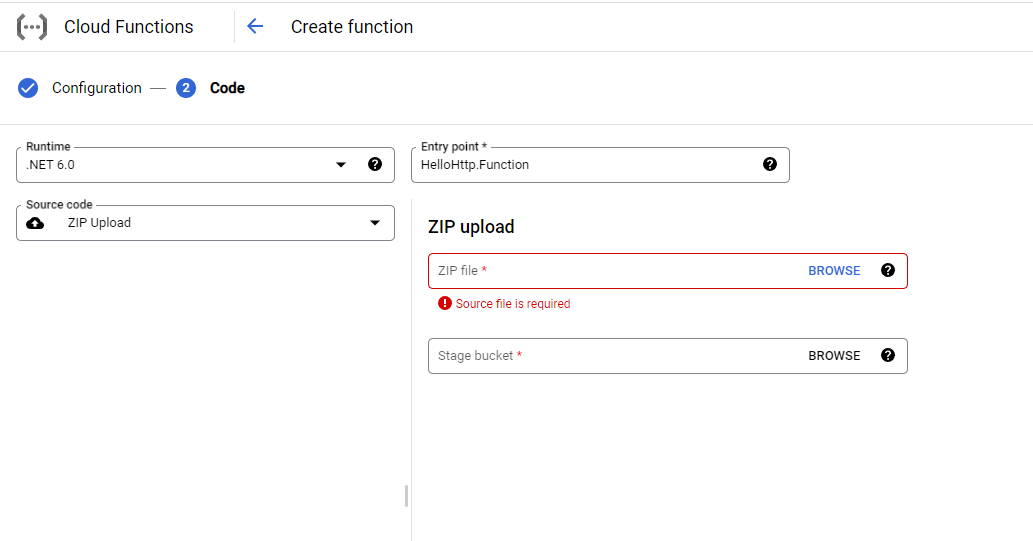 Cloud Functions
Create function
Configuration — 2 Code
Runtime
.NET 6.0
Entry point *
HelloHttp.Function
Source code
ZIP Upload
ZIP upload
ZIP file * BROWSE
Source file is required
Stage bucket * BROWSE